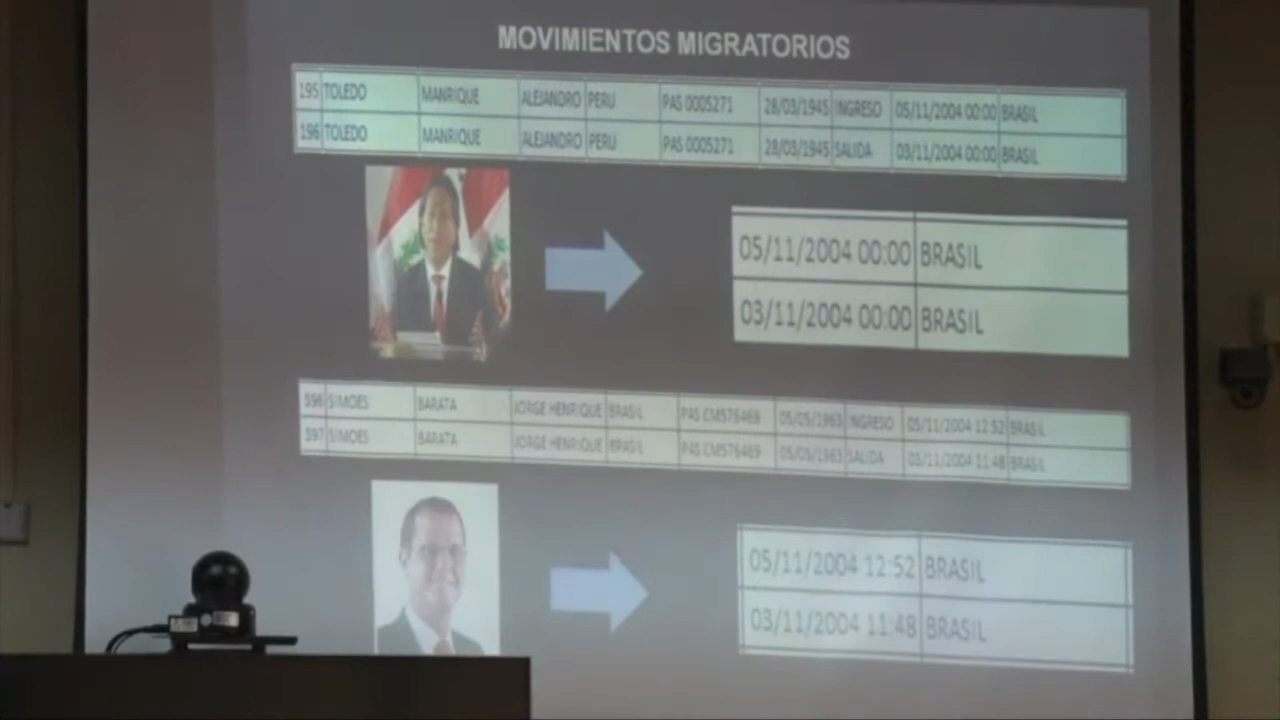 MOVIMIENTOS MIGRATORIOS
195 TOLEDO MANRIQUE ALEJANDRO PERU PAS 0005271 28/03/1945 INGRESO 05/11/2004 00:00 BRASIL
196 TOLEDO MANRIQUE ALEJANDRO PERU PAS 0005271 28/03/1945 SALIDA 03/11/2004 00:00 BRASIL
05/11/2004 00:00 BRASIL
03/11/2004 00:00 BRASIL
396 SIMOES BARATA JORGE HENRIQUE BRASIL PAS CM576469 05/05/1963 INGRESO 05/11/2004 12:52 BRASIL
397 SIMOES BARATA JORGE HENRIQUE BRASIL PAS CM576469 05/05/1963 SALIDA 03/11/2004 11:48 BRASIL
05/11/2004 12:52 BRASIL
03/11/2004 11:48 BRASIL